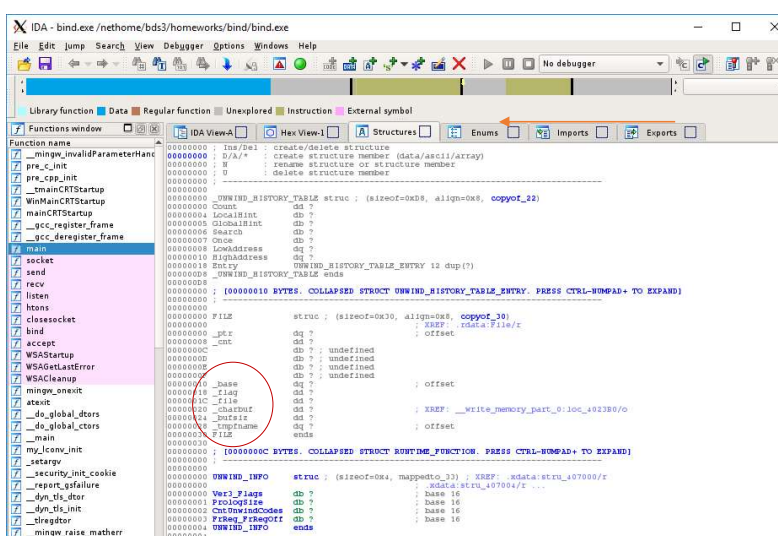 IDA - bind.exe /nethome/bds3/homeworks/bind/bind.exe
File Edit Jump Search View Debugger Options Windows Help
No debugger
Library function Data Regular function Unexplored Instruction External symbol
Functions window
IDA View-A Hex View-1 Structures Enums Imports Exports
Function name
__mingw_invalidParameterHanc
pre_c_init
pre_cpp_init
__tmainCRTStartup
WinMainCRTStartup
mainCRTStartup
__gcc_register_frame
__gcc_deregister_frame
main
socket
send
recv
listen
htons
closesocket
bind
accept
WSAStartup
WSAGetLastError
WSACleanup
mingw_onexit
atexit
__do_global_dtors
__do_global_ctors
__main
my_lconv_init
_setargv
__security_init_cookie
__report_gsfailure
__dyn_tls_dtor
__dyn_tls_init
__tlregdtor
mingw raise matherr
00000000 ; Ins/Del : create/delete structure
00000000 ; D/A/* : create structure member (data/ascii/array)
00000000 ; N : rename structure or structure member
00000000 ; U : delete structure member
00000000 ; ---------------------------------------------------------------------------
00000000
00000000 _UNWIND_HISTORY_TABLE struc ; (sizeof=0xD8, align=0x8, copyof_22)
00000000 Count dd ?
00000004 LocalHint db ?
00000005 GlobalHint db ?
00000006 Search db ?
00000007 Once db ?
00000008 LowAddress dq ?
00000010 HighAddress dq ?
00000018 Entry UNWIND_HISTORY_TABLE_ENTRY 12 dup(?)
000000D8 _UNWIND_HISTORY_TABLE ends
000000D8
00000000 ; [00000010 BYTES. COLLAPSED STRUCT UNWIND_HISTORY_TABLE_ENTRY. PRESS CTRL-NUMPAD+ TO EXPAND]
00000000 ; ---------------------------------------------------------------------------
00000000
00000000 FILE struc ; (sizeof=0x30, align=0x8, copyof_30)
00000000 ; XREF: .rdata:File/r
00000000 _ptr dq ? ; offset
00000008 _cnt dd ?
0000000C db ? ; undefined
0000000D db ? ; undefined
0000000E db ? ; undefined
0000000F db ? ; undefined
00000010 _base dq ? ; offset
00000018 _flag dd ?
0000001C _file dd ?
00000020 _charbuf dd ? ; XREF: __write_memory_part_0:loc_4023B0/o
00000024 _bufsiz dd ?
00000028 _tmpfname dq ? ; offset
00000030 FILE ends
00000030
00000000 ; [0000000C BYTES. COLLAPSED STRUCT RUNTIME_FUNCTION. PRESS CTRL-NUMPAD+ TO EXPAND]
00000000 ; ---------------------------------------------------------------------------
00000000
00000000 UNWIND_INFO struc ; (sizeof=0x4, mappedto_33) ; XREF: .xdata:stru_407000/r
00000000 ; .xdata:stru_407004/r ...
00000000 Ver3_Flags db ? ; base 16
00000001 PrologSize db ? ; base 16
00000002 CntUnwindCodes db ? ; base 16
00000003 FrReg_FrRegOff db ? ; base 16
00000004 UNWIND_INFO ends